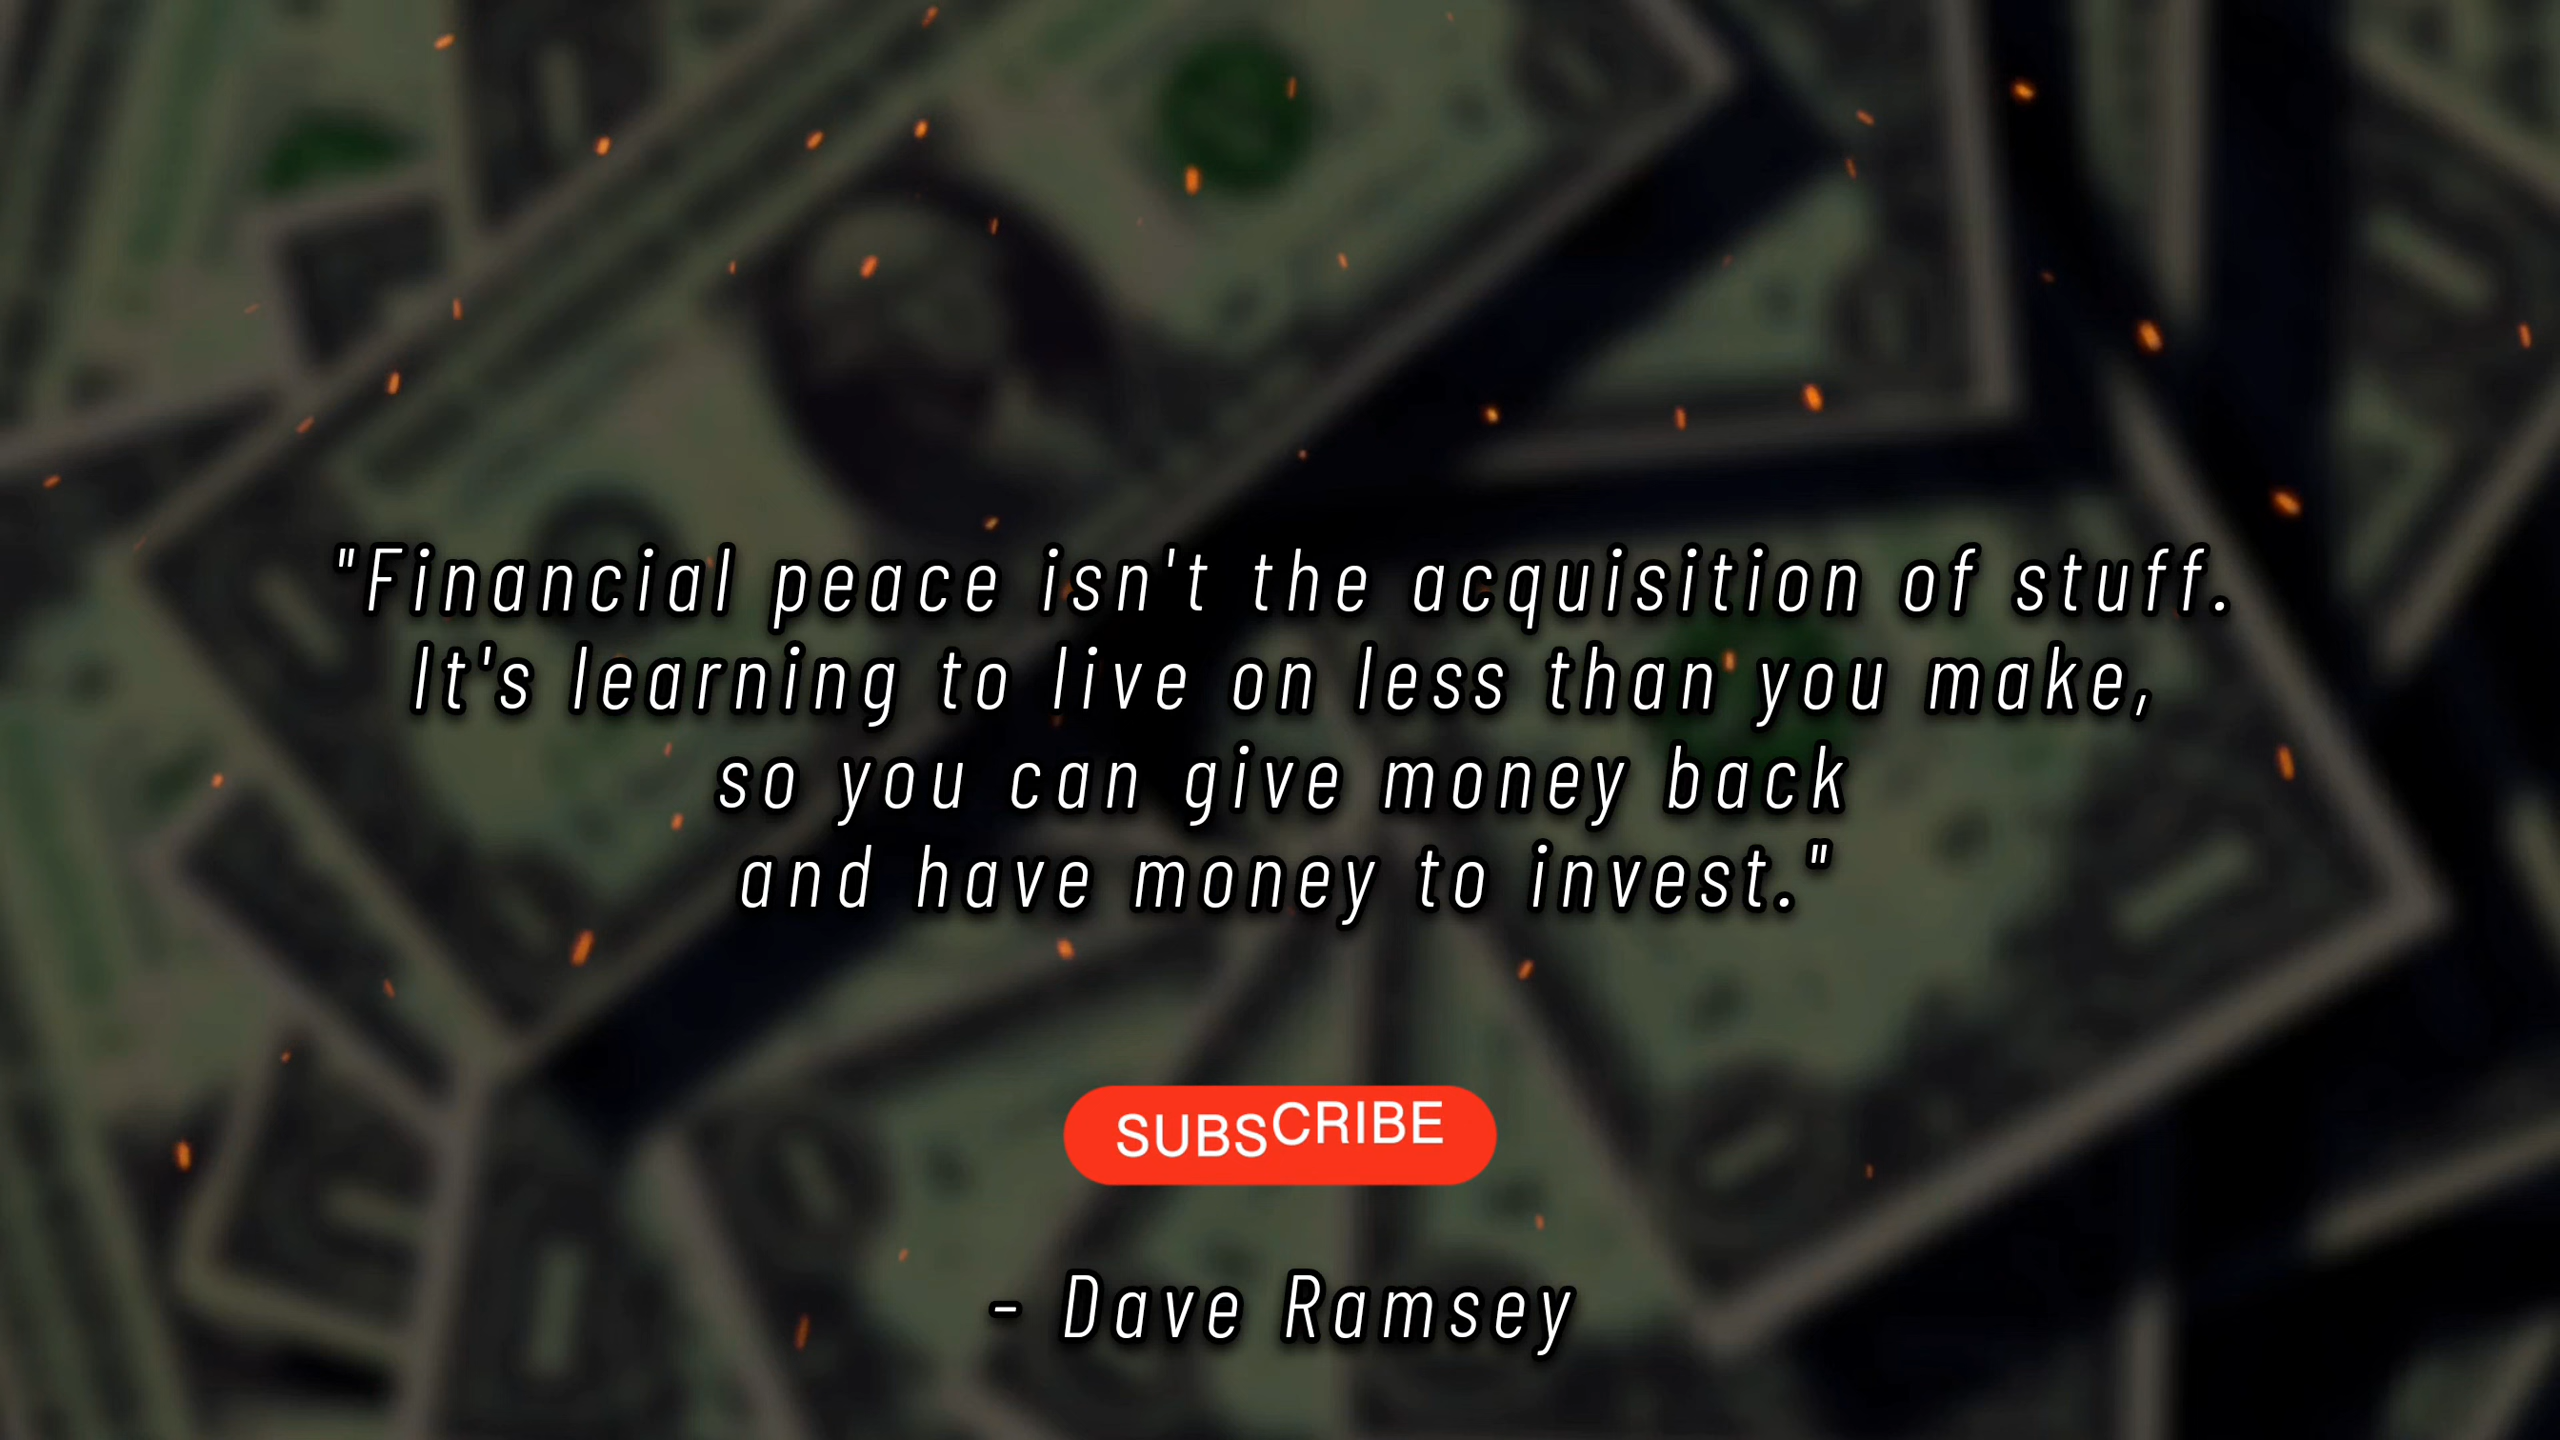 "Financial peace isn't the acquisition of stuff.
It's learning to live on less than you make,
so you can give money back
and have money to invest."
SUBSCRIBE
- Dave Ramsey